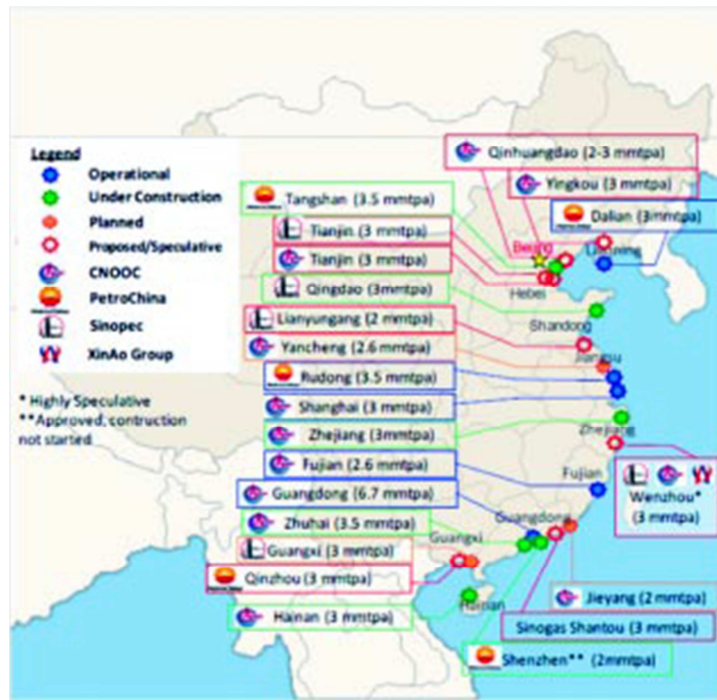 Legend
Operational
Under Construction
Planned
Proposed/Speculative
CNOOC
PetroChina
Sinopec
XinAo Group
* Highly Speculative
**Approved, contruction
not started
Qinhuangdao (2-3 mmtpa)
Yingkou (3 mmtpa)
Dalian (3mmtpa)
Tangshan (3.5 mmtpa)
Tianjin (3 mmtpa)
Tianjin (3 mmtpa)
Qingdao (3mmtpa)
Lianyungang (2 mmtpa)
Yancheng (2.6 mmtpa)
Rudong (3.5 mmtpa)
Shanghai (3 mmtpa)
Zhejiang (3mmtpa)
Fujian (2.6 mmtpa)
Guangdong (6.7 mmtpa)
Zhuhai (3.5 mmtpa)
Guangxi (3 mmtpa)
Qinzhou (3 mmtpa)
Hainan (3 mmtpa)
Beijing
Liaoning
Hebei
Shandong
Jiangsu
Zhejiang
Fujian
Guangdong
Guangxi
Hainan
Wenzhou*
(3 mmtpa)
Jieyang (2 mmtpa)
Sinogas Shantou (3 mmtpa)
Shenzhen** (2mmtpa)